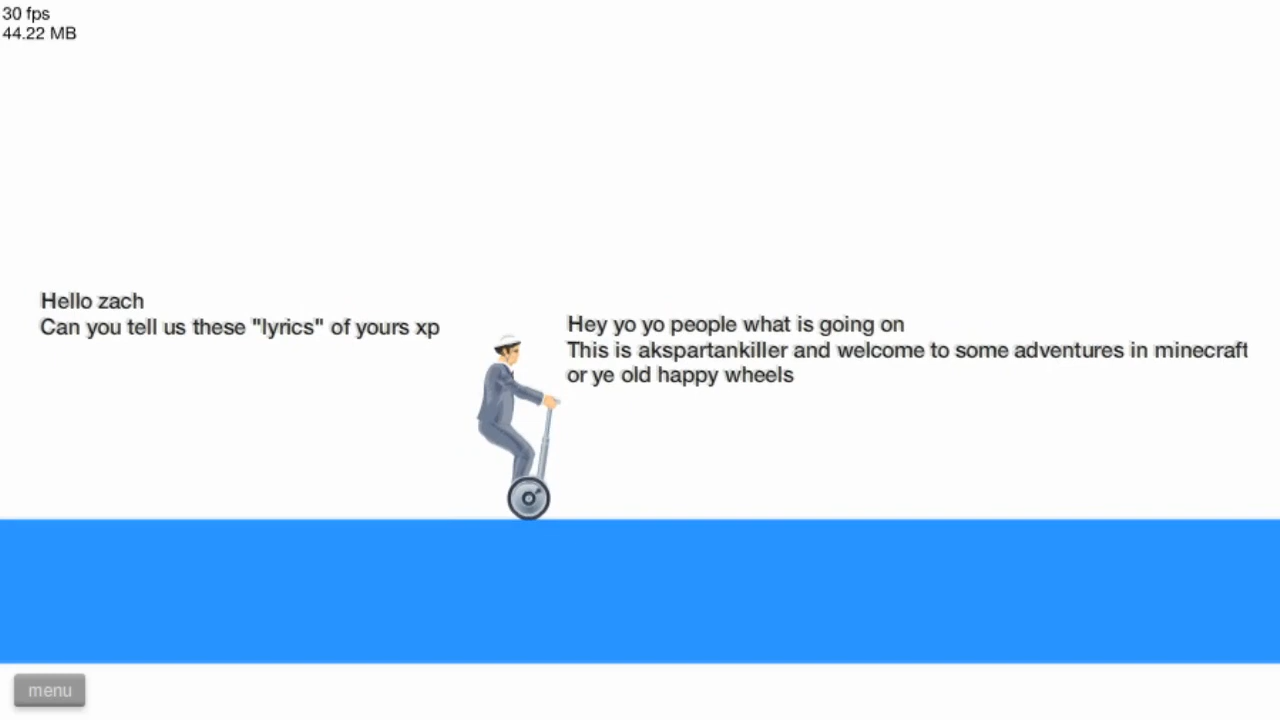 30 fps
44.22 MB
Hello zach
Can you tell us these "lyrics" of yours xp
Hey yo yo people what is going on
This is akspartankiller and welcome to some adventures in minecraft
or ye old happy wheels
menu